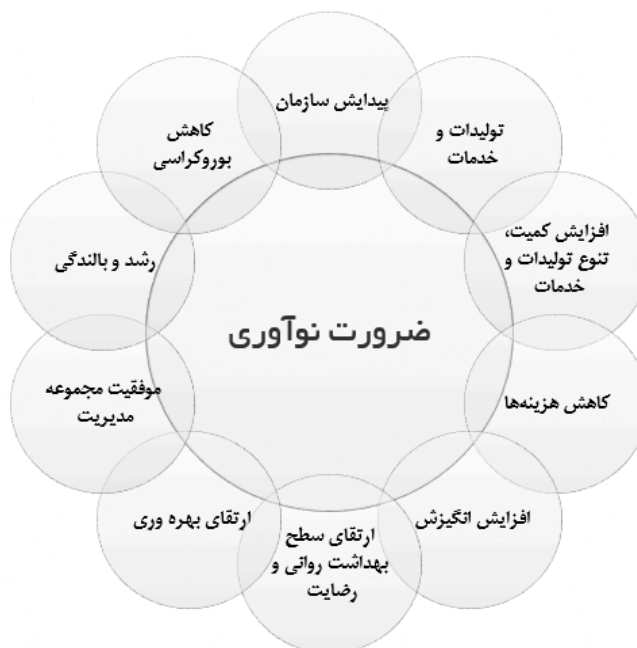 ضرورت نوآوری
پیدایش سازمان
تولیدات و
خدمات
افزایش کمیت،
تنوع تولیدات و
خدمات
کاهش هزینه‌ها
افزایش انگیزش
ارتقای سطح
بهداشت روانی و
رضایت
ارتقای بهره وری
موفقیت مجموعه
مدیریت
رشد و بالندگی
کاهش
بوروکراسی